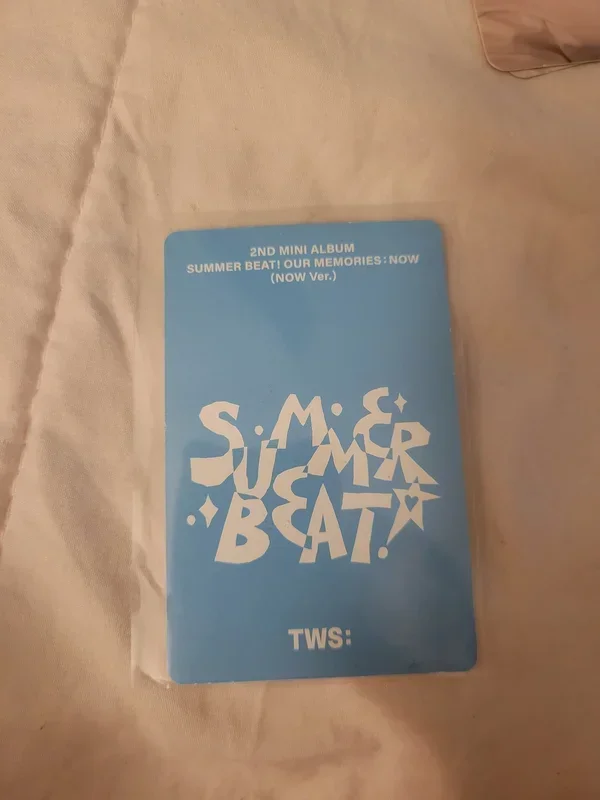 2ND MINI ALBUM
SUMMER BEAT! OUR MEMORIES : NOW
(NOW Ver.)
SUMMER
BEAT!
TWS: